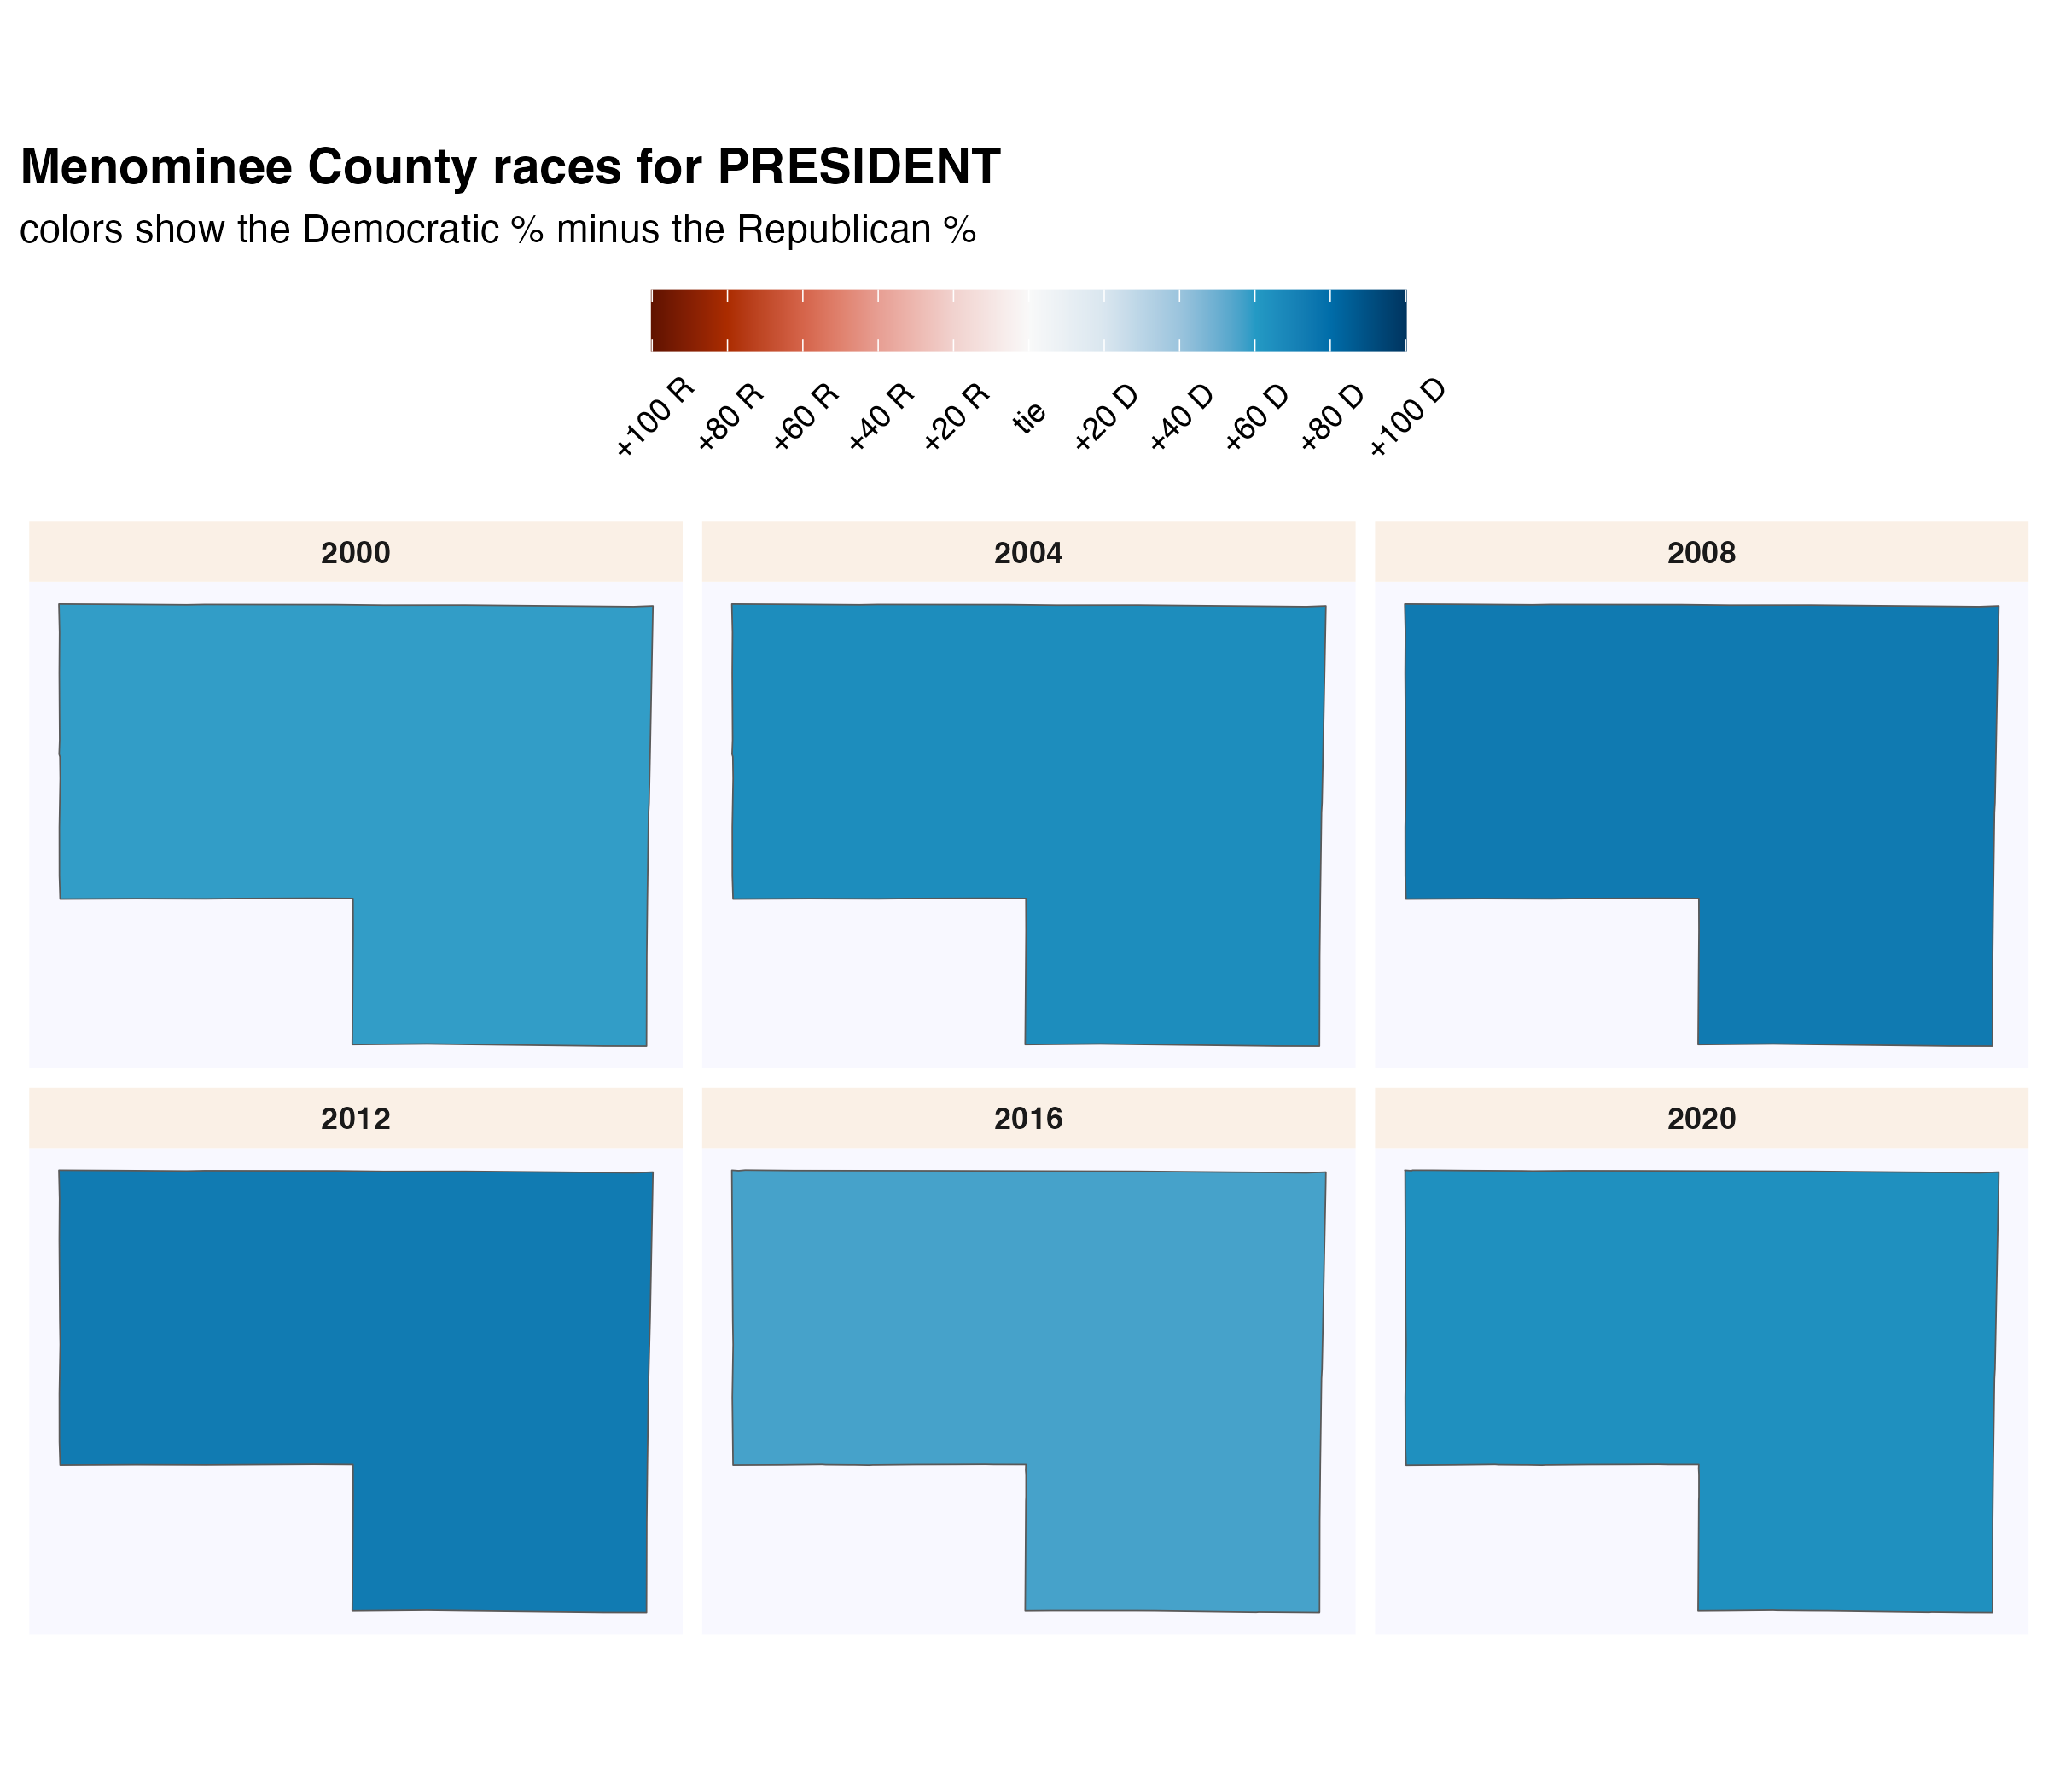 Menominee County races for PRESIDENT
colors show the Democratic % minus the Republican %
+100 R +80 R +60 R +40 R +20 R tie +20 D +40 D +60 D +80 D +100 D
2000 2004 2008
2012 2016 2020